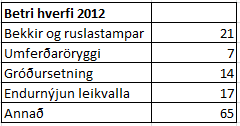 Betri hverfi 2012
Bekkir og ruslastampar 21
Umferðaröryggi 7
Gróðursetning 14
Endurnýjun leikvalla 17
Annað 65